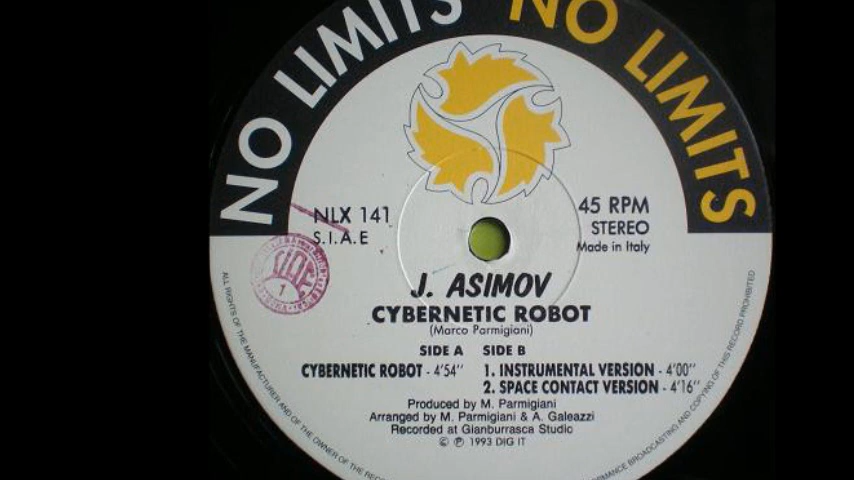 NO LIMITS NO LIMITS
NLX 141
S.I.A.E
45 RPM
STEREO
Made in Italy
J. ASIMOV
CYBERNETIC ROBOT
(Marco Parmigiani)
SIDE A SIDE B
CYBERNETIC ROBOT - 4'54" 1. INSTRUMENTAL VERSION - 4'00"
2. SPACE CONTACT VERSION - 4'16"
Produced by M. Parmigiani
Arranged by M. Parmigiani & A. Galeazzi
Recorded at Gianburrasca Studio
© ℗ 1993 DIG IT
ALL RIGHTS OF THE MANUFACTURER AND OF THE OWNER OF THE
BROADCASTING AND COPYING OF THIS RECORD PROHIBITED